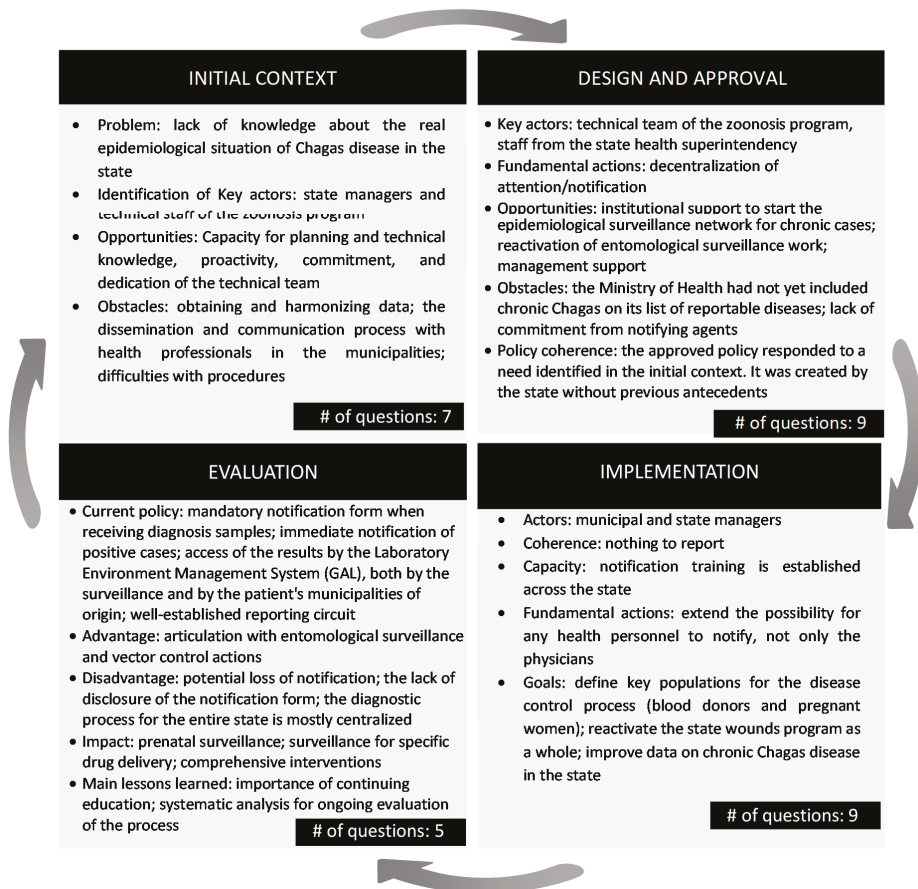 INITIAL CONTEXT
• Problem: lack of knowledge about the real
epidemiological situation of Chagas disease in the
state
• Identification of Key actors: state managers and
technical staff of the zoonosis program
• Opportunities: Capacity for planning and technical
knowledge, proactivity, commitment, and
dedication of the technical team
• Obstacles: obtaining and harmonizing data; the
dissemination and communication process with
health professionals in the municipalities;
difficulties with procedures
# of questions: 7
DESIGN AND APPROVAL
• Key actors: technical team of the zoonosis program,
staff from the state health superintendency
• Fundamental actions: decentralization of
attention/notification
• Opportunities: institutional support to start the
epidemiological surveillance network for chronic cases;
reactivation of entomological surveillance work;
management support
• Obstacles: the Ministry of Health had not yet included
chronic Chagas on its list of reportable diseases; lack of
commitment from notifying agents
• Policy coherence: the approved policy responded to a
need identified in the initial context. It was created by
the state without previous antecedents
# of questions: 9
EVALUATION
• Current policy: mandatory notification form when
receiving diagnosis samples; immediate notification of
positive cases; access of the results by the Laboratory
Environment Management System (GAL), both by the
surveillance and by the patient's municipalities of
origin; well-established reporting circuit
• Advantage: articulation with entomological surveillance
and vector control actions
• Disadvantage: potential loss of notification; the lack of
disclosure of the notification form; the diagnostic
process for the entire state is mostly centralized
• Impact: prenatal surveillance; surveillance for specific
drug delivery; comprehensive interventions
• Main lessons learned: importance of continuing
education; systematic analysis for ongoing evaluation
of the process
# of questions: 5
IMPLEMENTATION
• Actors: municipal and state managers
• Coherence: nothing to report
• Capacity: notification training is established
across the state
• Fundamental actions: extend the possibility for
any health personnel to notify, not only the
physicians
• Goals: define key populations for the disease
control process (blood donors and pregnant
women); reactivate the state wounds program as
a whole; improve data on chronic Chagas disease
in the state
# of questions: 9